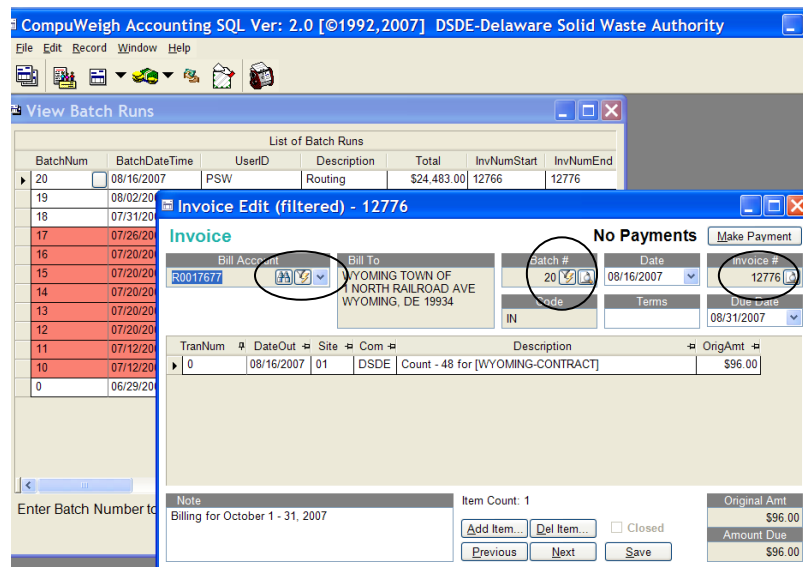 CompuWeigh Accounting SQL Ver: 2.0 [©1992,2007] DSDE-Delaware Solid Waste Authority
File Edit Record Window Help
View Batch Runs
List of Batch Runs
BatchNum BatchDateTime UserID Description Total InvNumStart InvNumEnd
20 08/16/2007 PSW Routing $24,483.00 12766 12776
19 08/02/20
18 07/31/20
17 07/26/20
16 07/20/20
15 07/20/20
14 07/20/20
13 07/20/20
12 07/20/20
11 07/12/20
10 07/12/20
0 06/29/20
Enter Batch Number to
Invoice Edit (filtered) - 12776
Invoice No Payments Make Payment
Bill Account Bill To Batch # Date Invoice #
R0017677 WYOMING TOWN OF 20 08/16/2007 12776
1 NORTH RAILROAD AVE
WYOMING, DE 19934 Code Terms Due Date
IN 08/31/2007
TranNum DateOut Site Com Description OrigAmt
0 08/16/2007 01 DSDE Count - 48 for [WYOMING-CONTRACT] $96.00
Note Item Count: 1 Original Amt
Billing for October 1 - 31, 2007 $96.00
Add Item... Del Item... Closed Amount Due
Previous Next Save $96.00